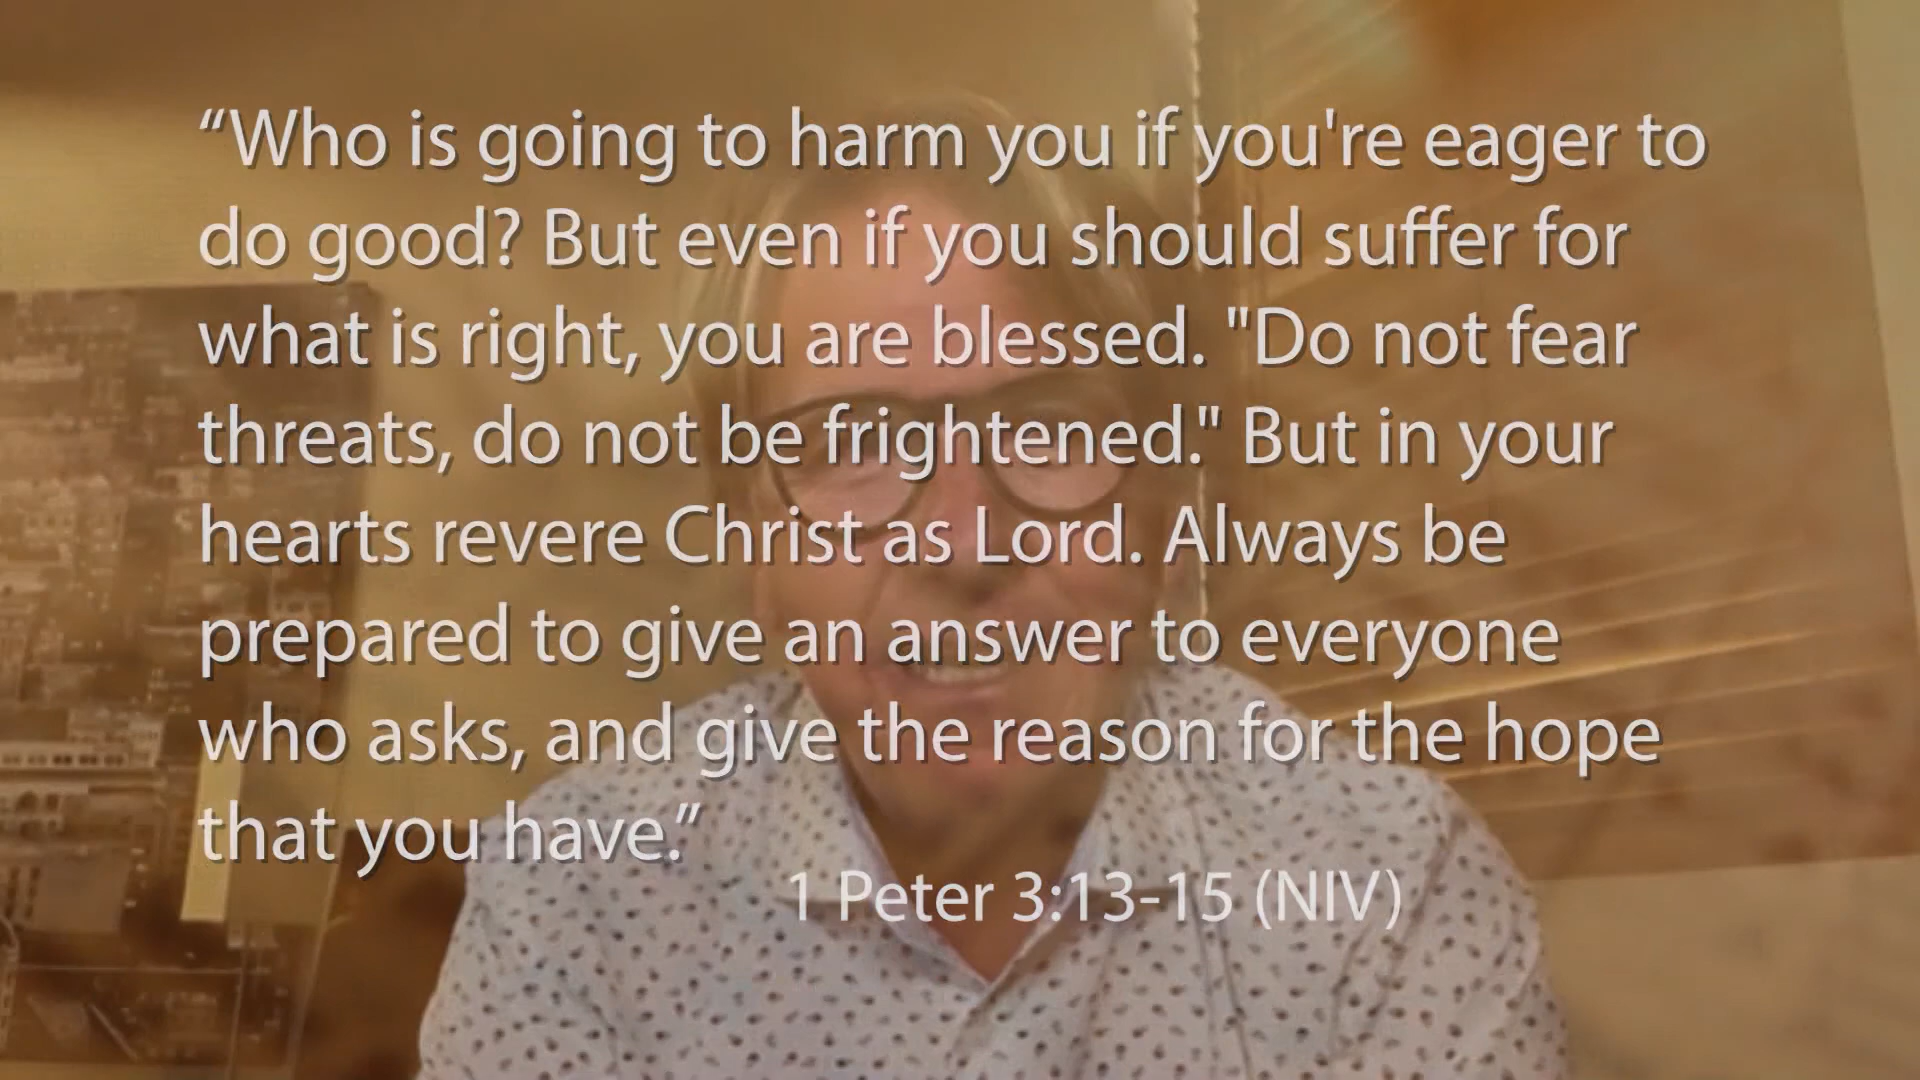 “Who is going to harm you if you're eager to
do good? But even if you should suffer for
what is right, you are blessed. "Do not fear
threats, do not be frightened." But in your
hearts revere Christ as Lord. Always be
prepared to give an answer to everyone
who asks, and give the reason for the hope
that you have.”
1 Peter 3:13-15 (NIV)